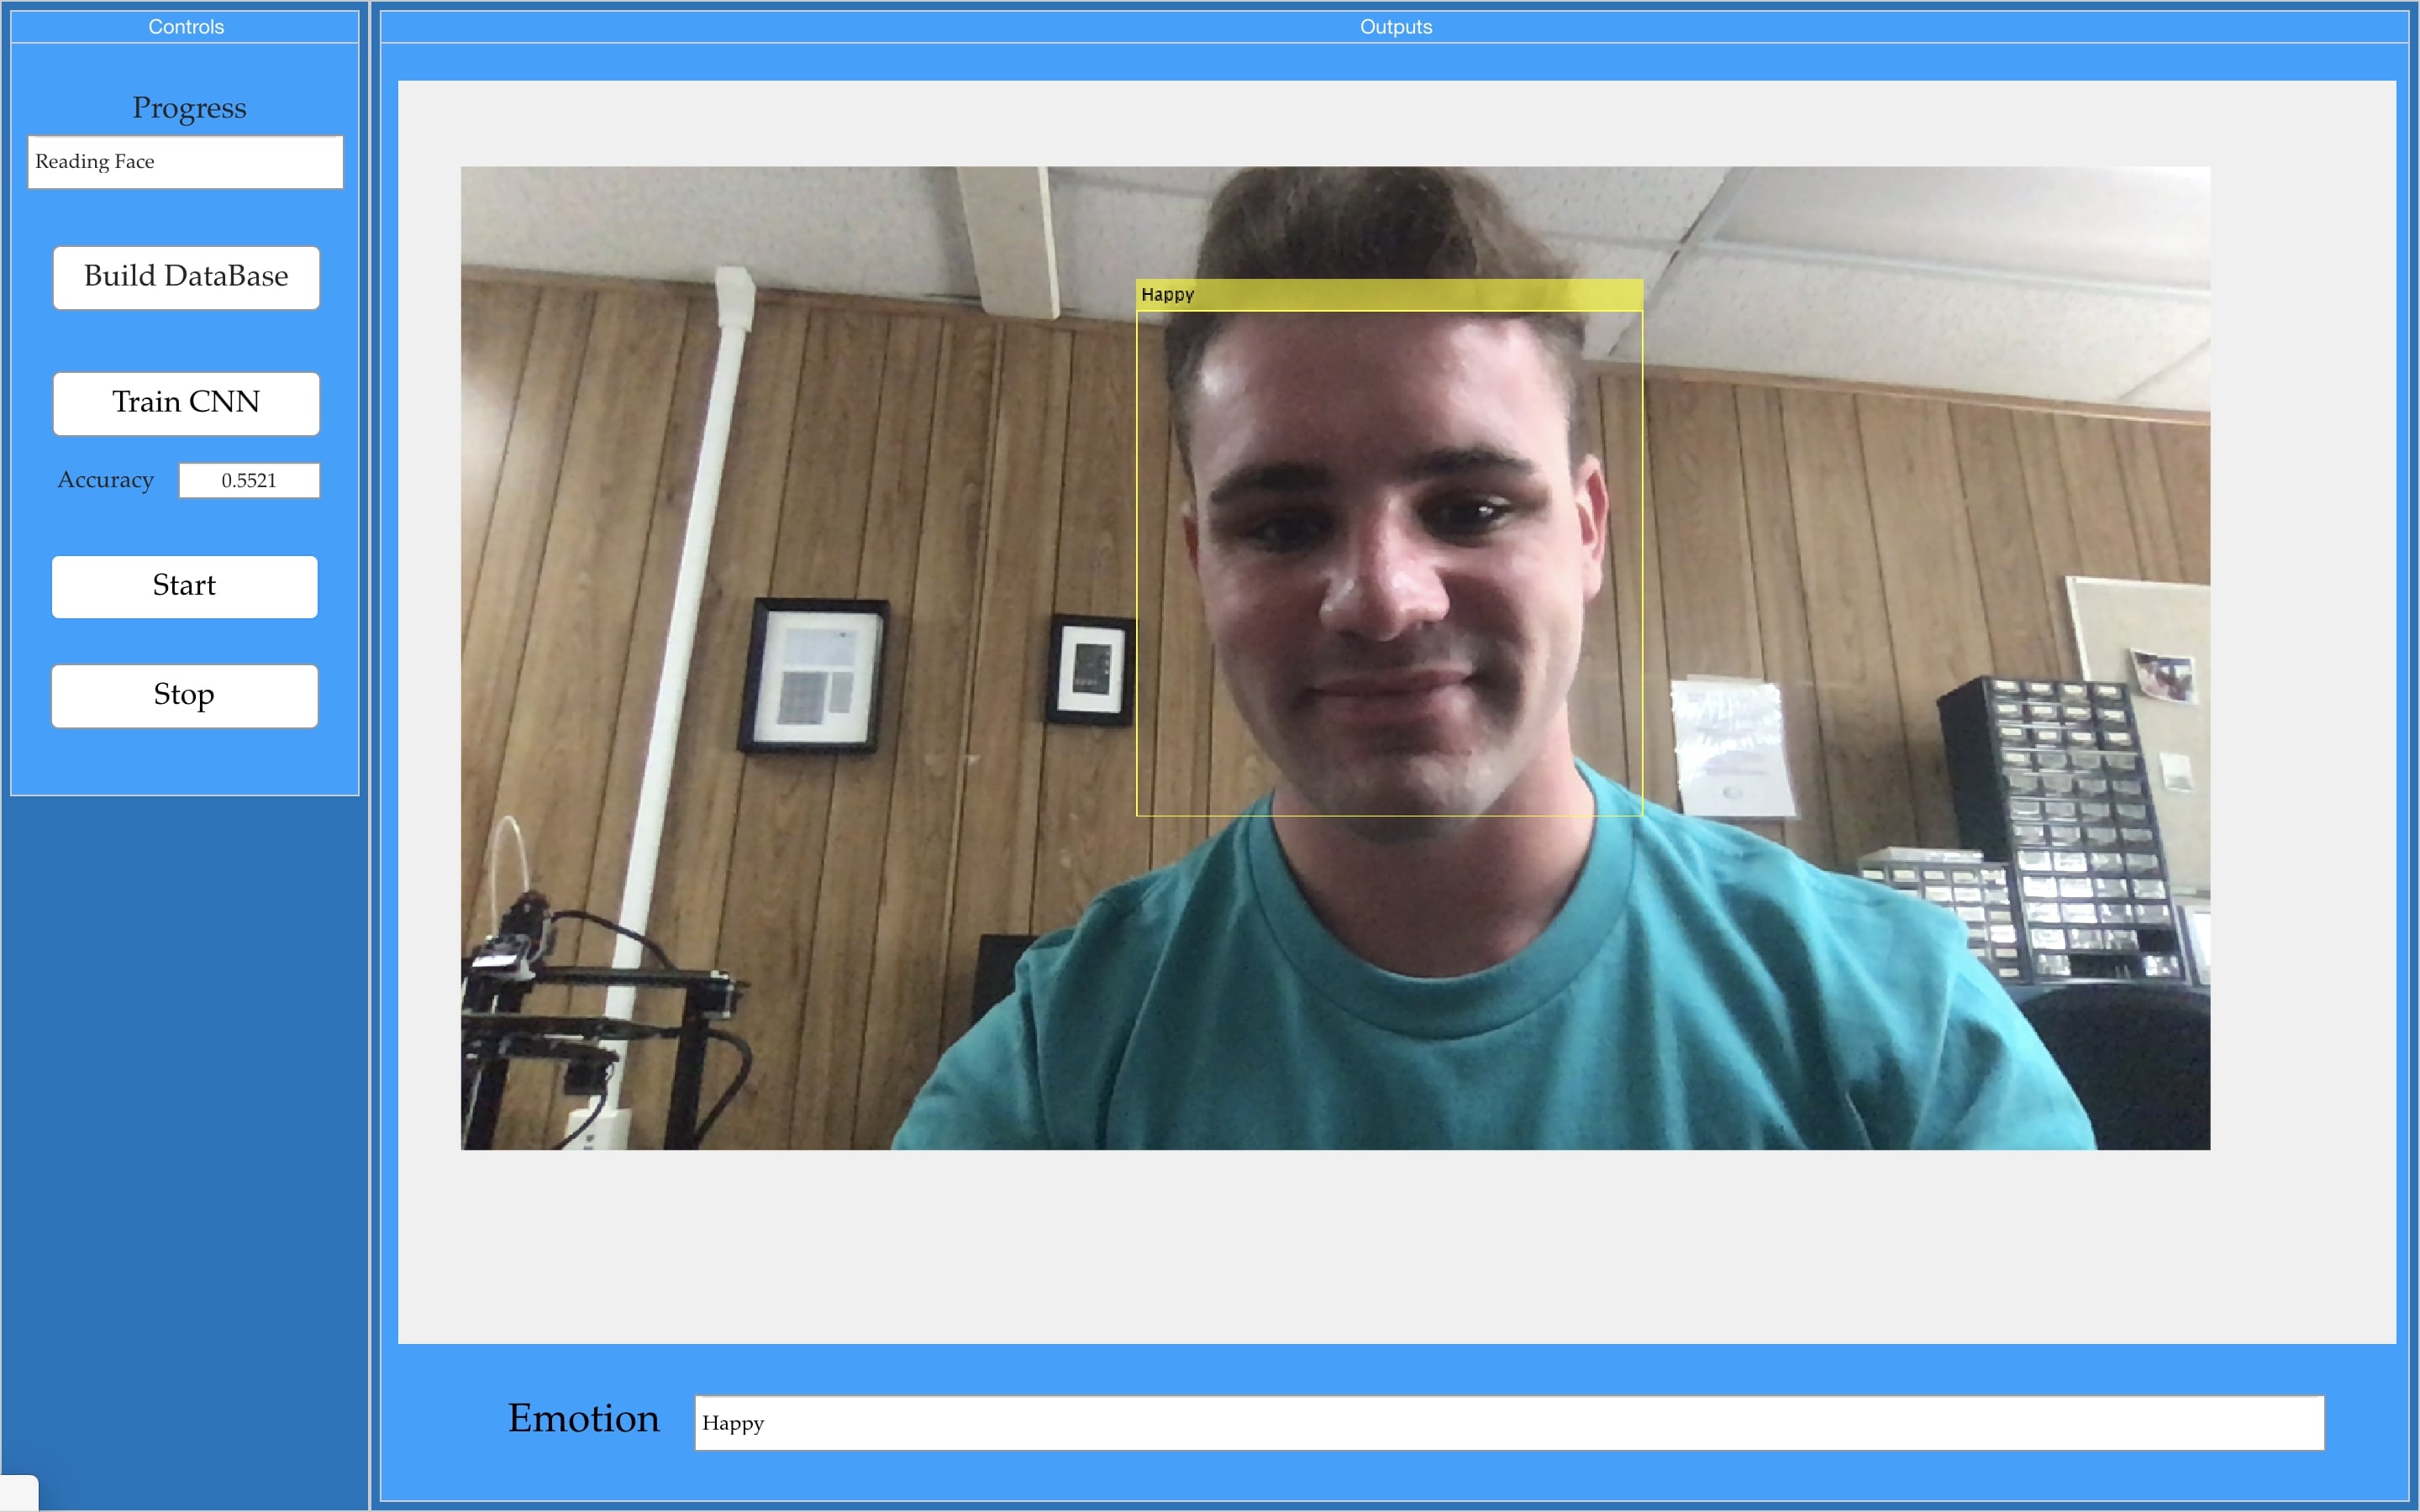 Controls
Progress
Reading Face
Build DataBase
Train CNN
Accuracy 0.5521
Start
Stop
Outputs
Happy
Emotion Happy